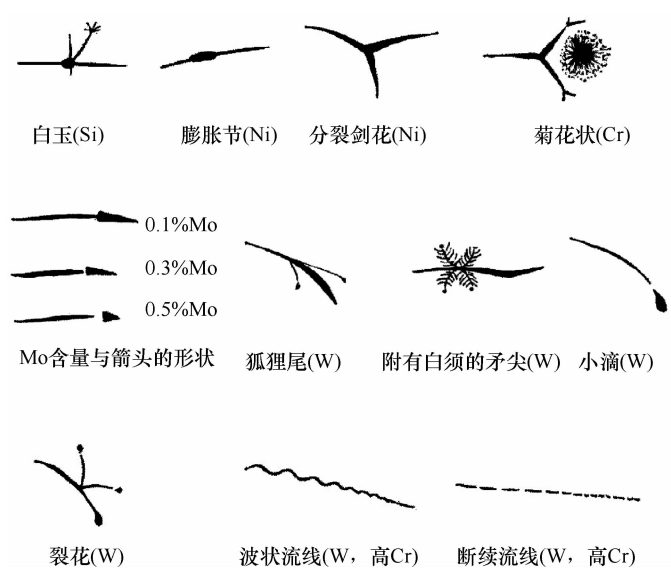 白玉(Si)
膨胀节(Ni)
分裂剑花(Ni)
菊花状(Cr)
0.1%Mo
0.3%Mo
0.5%Mo
Mo含量与箭头的形状
狐狸尾(W)
附有白须的矛尖(W)
小滴(W)
裂花(W)
波状流线(W，高Cr)
断续流线(W，高Cr)